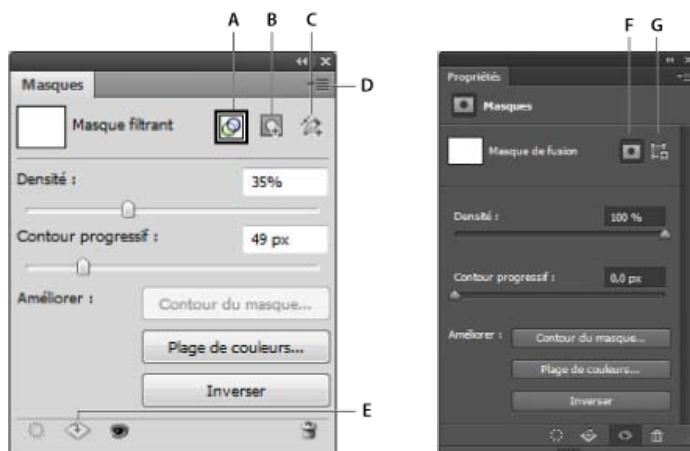 A B C
F G
Masques
D
Masque filtrant
Densité :
35%
Contour progressif :
49 px
Améliorer :
Contour du masque...
Plage de couleurs...
Inverser
E
Propriétés
Masques
Masque de fusion
Densité :
100 %
Contour progressif :
0,0 px
Améliorer :
Contour du masque...
Plage de couleurs...
Inverser